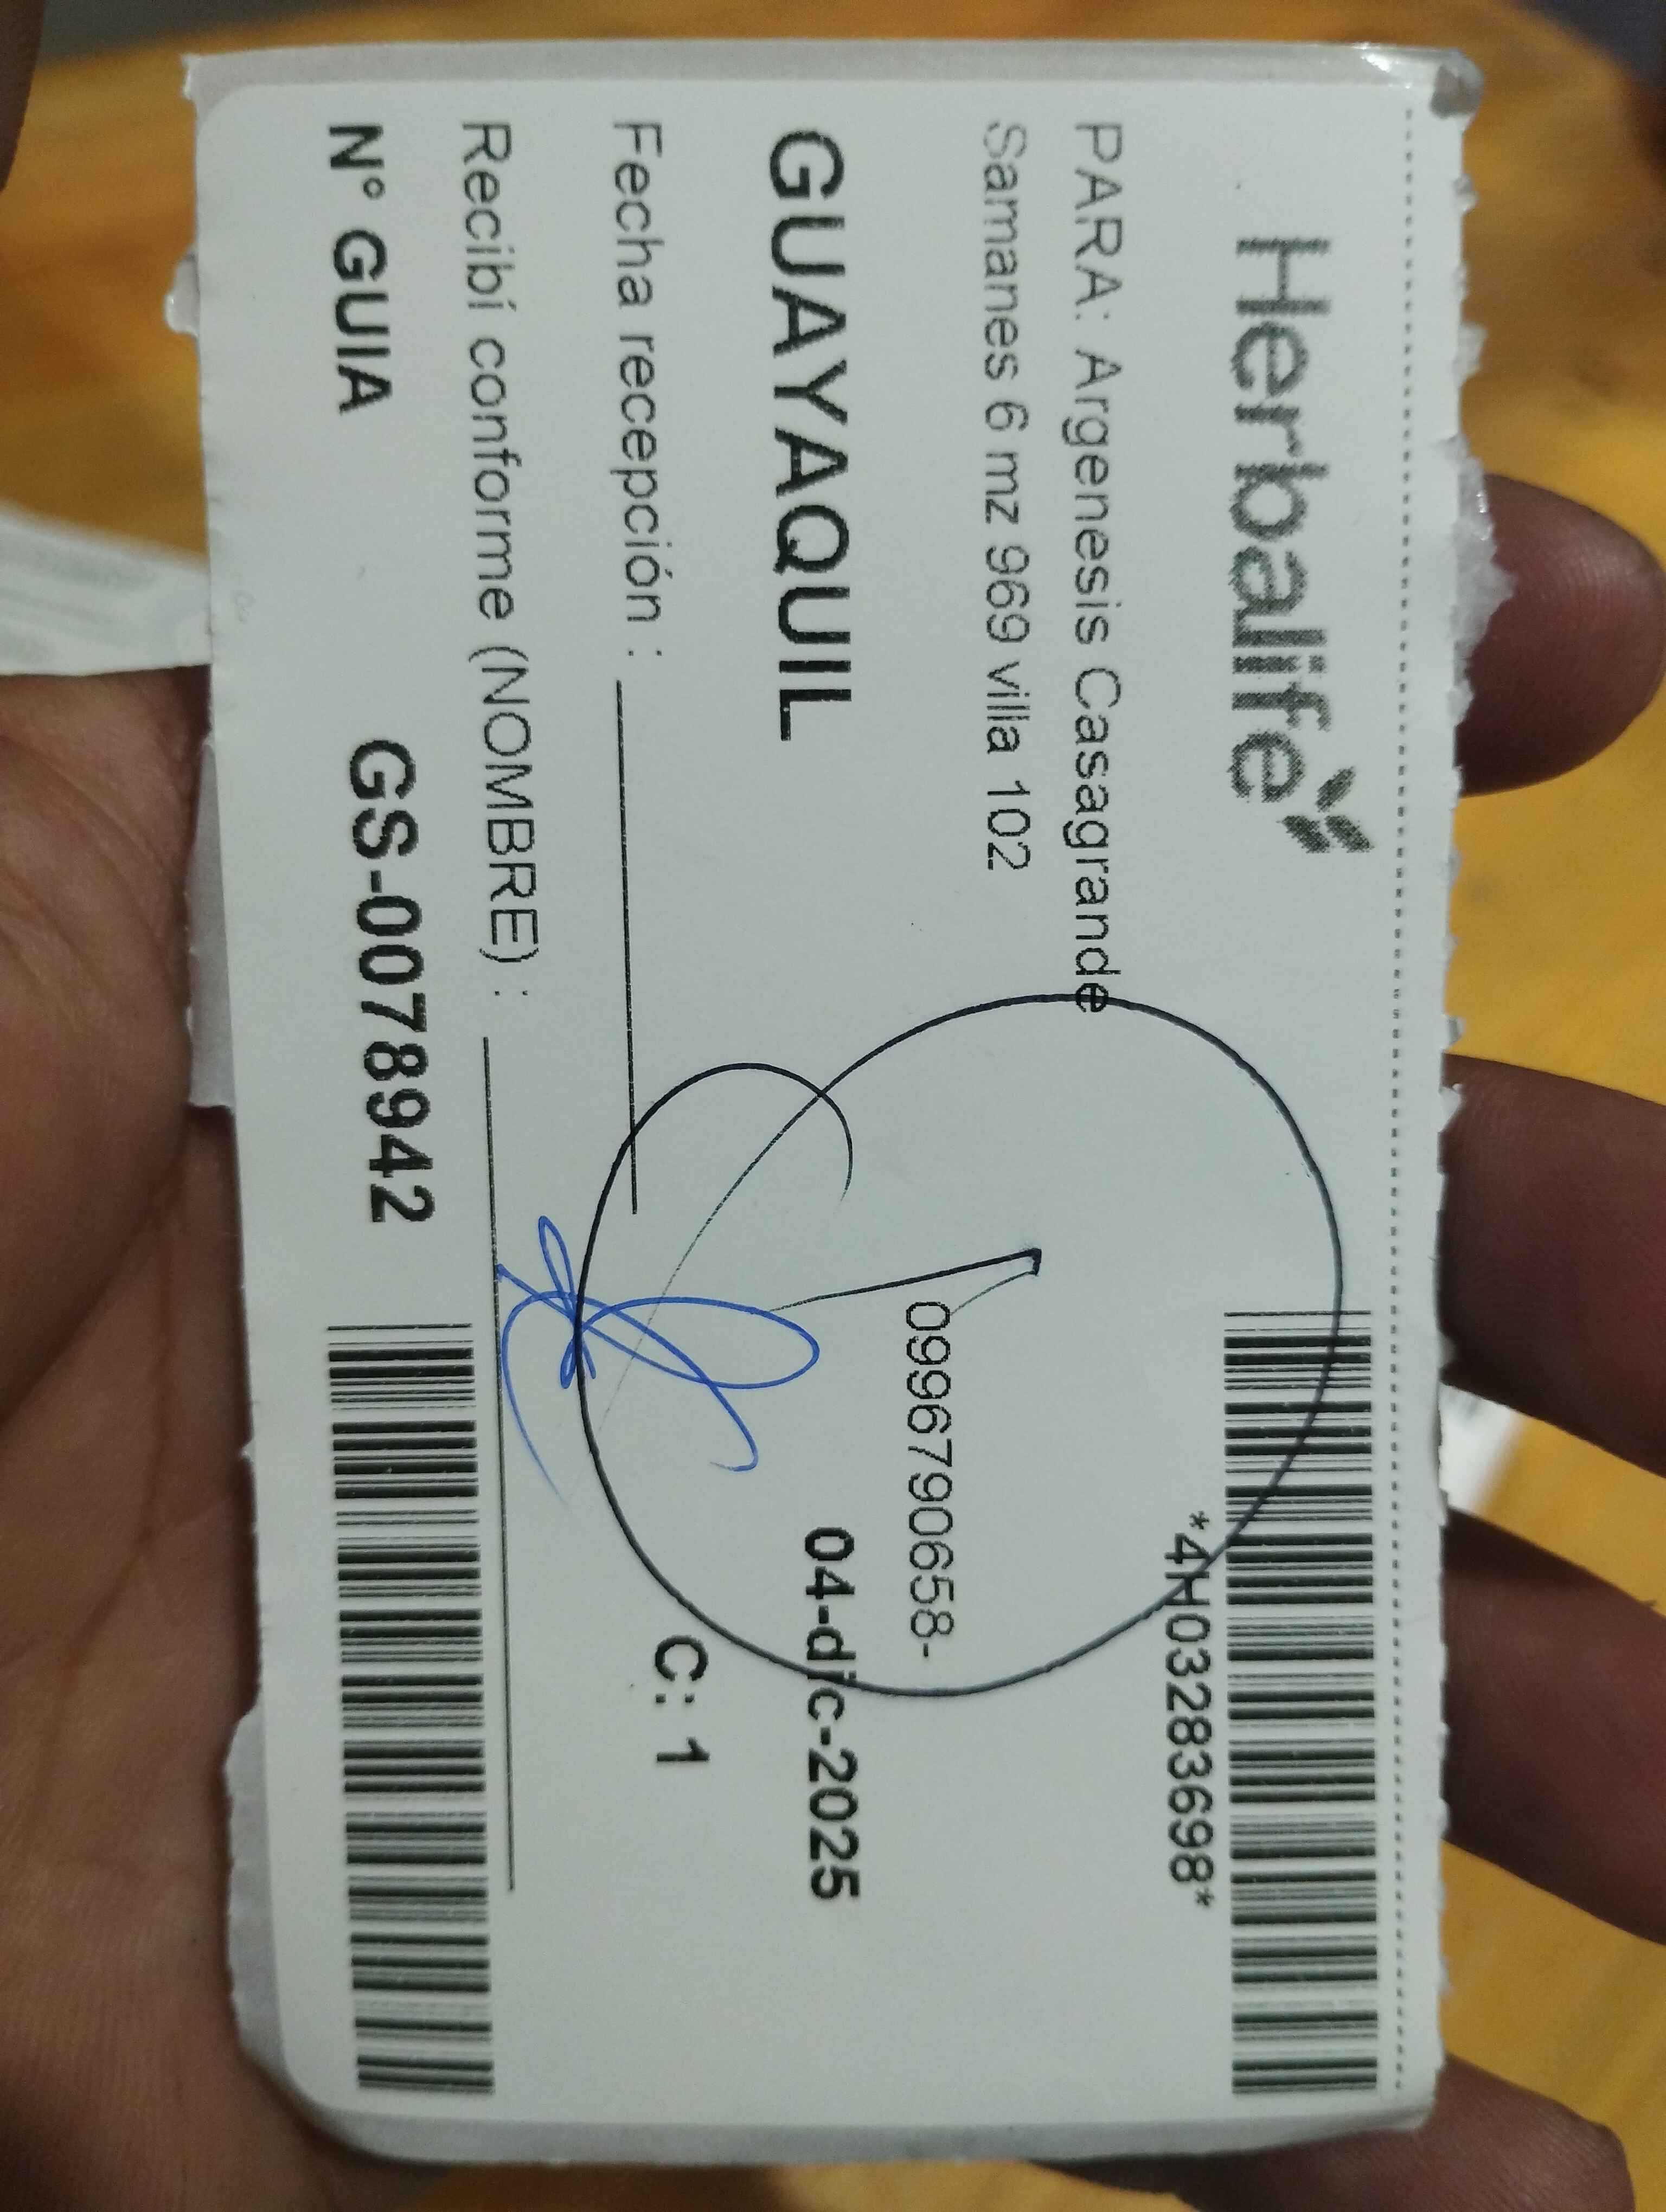 Herbalife
*4H03283698*
PARA: Argenesis Casagrande
Samanes 6 mz 969 villa 102
0996790658-
GUAYAQUIL
04-dic-2025
Fecha recepción :
C: 1
Recibí conforme (NOMBRE) :
N° GUIA GS-0078942